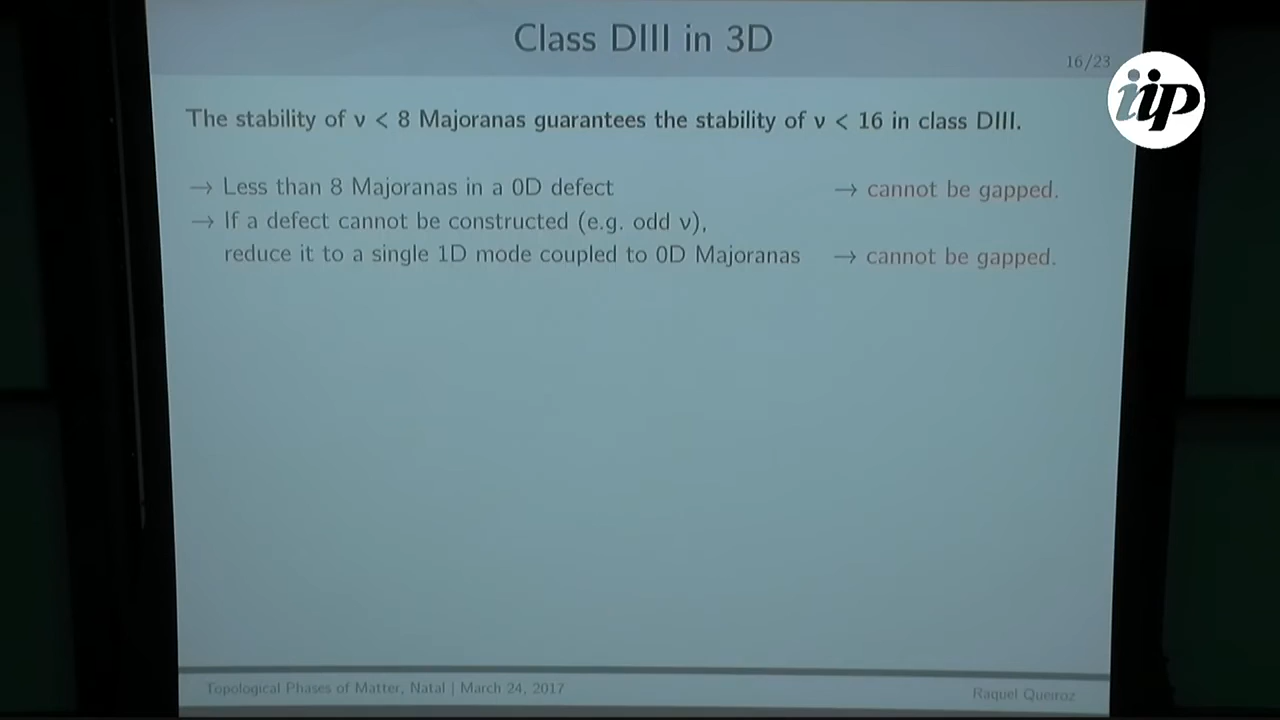 Class DIII in 3D
16/23
iip
The stability of ν < 8 Majoranas guarantees the stability of ν < 16 in class DIII.
→ Less than 8 Majoranas in a 0D defect → cannot be gapped.
→ If a defect cannot be constructed (e.g. odd ν),
reduce it to a single 1D mode coupled to 0D Majoranas → cannot be gapped.
Topological Phases of Matter, Natal | March 24, 2017
Raquel Queiroz